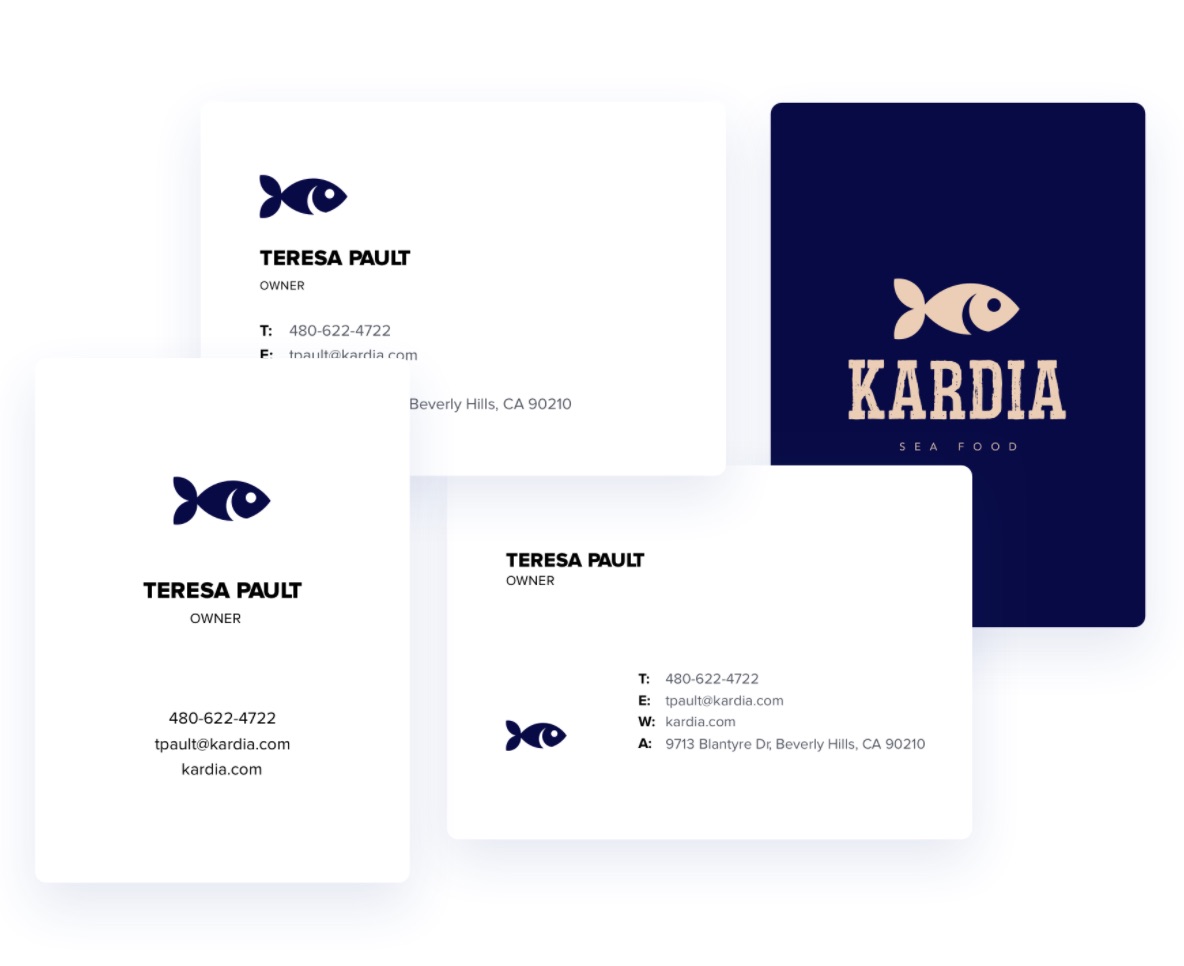 TERESA PAULT
OWNER
T: 480-622-4722
E: tpault@kardia.com
Beverly Hills, CA 90210
KARDIA
SEA FOOD
TERESA PAULT
OWNER
480-622-4722
tpault@kardia.com
kardia.com
TERESA PAULT
OWNER
T: 480-622-4722
E: tpault@kardia.com
W: kardia.com
A: 9713 Blantyre Dr, Beverly Hills, CA 90210